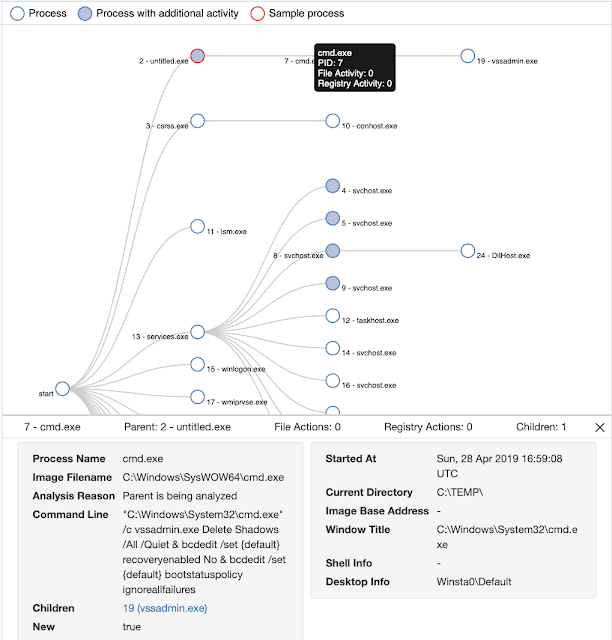 Process Process with additional activity Sample process
2 - untitled.exe
7 - cmd
cmd.exe
PID: 7
File Activity: 0
Registry Activity: 0
19 - vssadmin.exe
3 - csrss.exe
10 - conhost.exe
4 - svchost.exe
5 - svchost.exe
11 - lsm.exe
8 - svchost.exe
24 - DllHost.exe
9 - svchost.exe
12 - taskhost.exe
13 - services.exe
14 - svchost.exe
15 - winlogon.exe
16 - svchost.exe
start
17 - wmiprvse.exe
7 - cmd.exe Parent: 2 - untitled.exe File Actions: 0 Registry Actions: 0 Children: 1
Process Name cmd.exe
Image Filename C:\Windows\SysWOW64\cmd.exe
Analysis Reason Parent is being analyzed
Command Line "C:\Windows\System32\cmd.exe"
/c vssadmin.exe Delete Shadows
/All /Quiet & bcdedit /set {default}
recoveryenabled No & bcdedit /set
{default} bootstatuspolicy
ignoreallfailures
Children 19 (vssadmin.exe)
New true
Started At Sun, 28 Apr 2019 16:59:08
UTC
Current Directory C:\TEMP\
Image Base Address -
Window Title C:\Windows\System32\cmd.e
xe
Shell Info -
Desktop Info Winsta0\Default